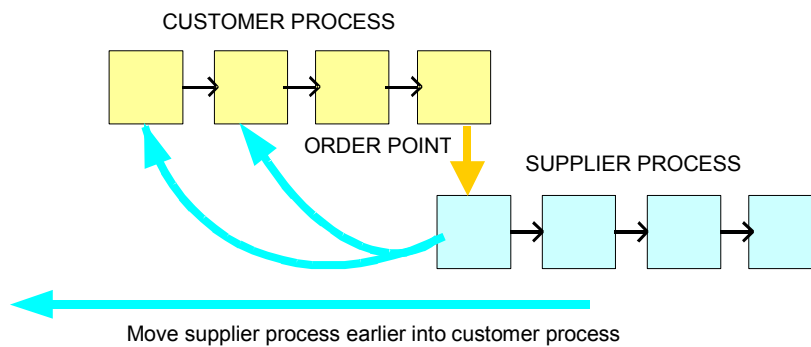 CUSTOMER PROCESS
ORDER POINT
SUPPLIER PROCESS
Move supplier process earlier into customer process